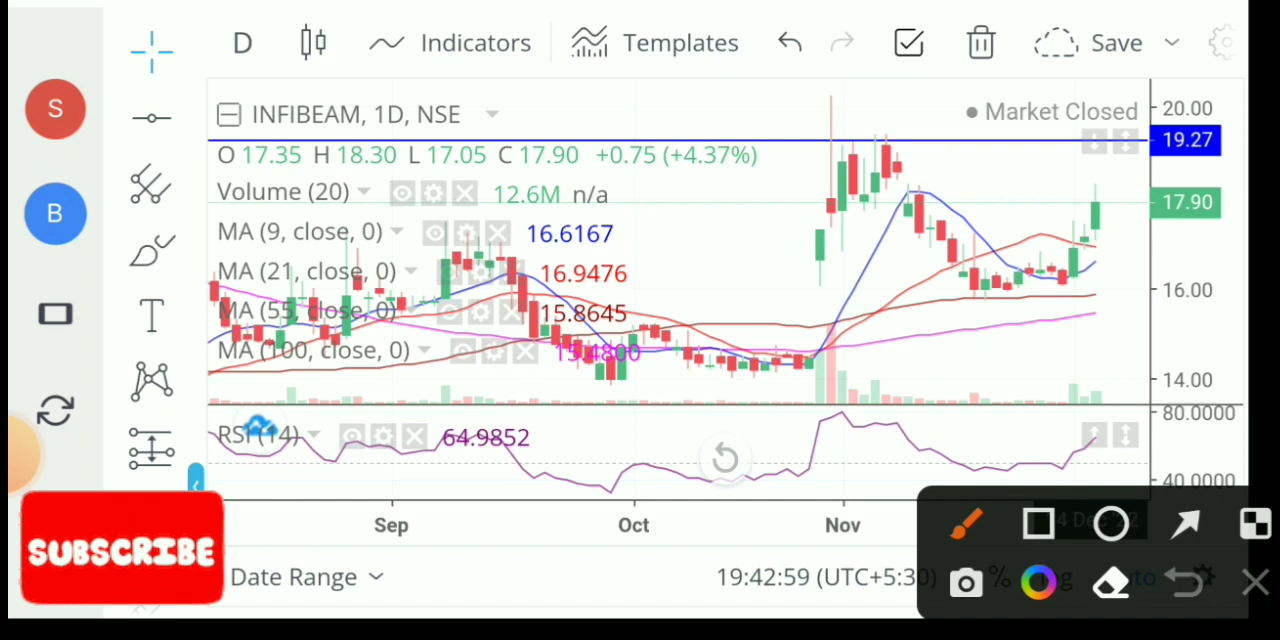 D Indicators Templates Save
S
B
T
INFIBEAM, 1D, NSE
Market Closed
O 17.35 H 18.30 L 17.05 C 17.90 +0.75 (+4.37%)
Volume (20) 12.6M n/a
MA (9, close, 0) 16.6167
MA (21, close, 0) 16.9476
MA (55, close, 0) 15.8645
MA (100, close, 0) 15.4800
20.00
19.27
17.90
16.00
14.00
RSI (14) 64.9852
80.0000
40.0000
Sep Oct Nov
SUBSCRIBE
Date Range
19:42:59 (UTC+5:30) %